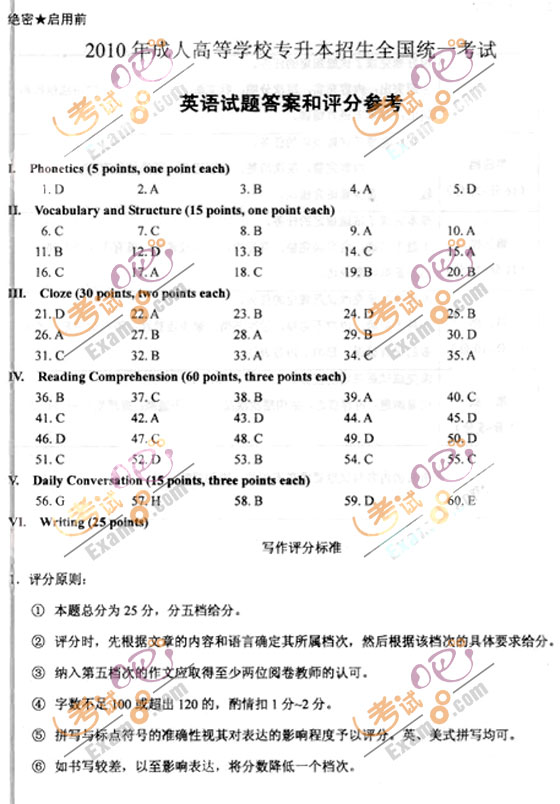 绝密★启用前
2010年成人高等学校专升本招生全国统一考试
英语试题答案和评分参考
I. Phonetics (5 points, one point each)
1. D 2. A 3. B 4. A 5. D
II. Vocabulary and Structure (15 points, one point each)
6. C 7. C 8. B 9. A 10. A
11. B 12. D 13. B 14. C 15. A
16. C 17. A 18. C 19. B 20. B
III. Cloze (30 points, two points each)
21. D 22. A 23. B 24. D 25. B
26. A 27. B 28. A 29. B 30. D
31. C 32. B 33. A 34. C 35. A
IV. Reading Comprehension (60 points, three points each)
36. B 37. C 38. B 39. A 40. C
41. C 42. A 43. D 44. A 45. D
46. D 47. C 48. C 49. D 50. D
51. C 52. D 53. B 54. C 55. C
V. Daily Conversation (15 points, three points each)
56. G 57. H 58. B 59. D 60. E
VI. Writing (25 points)
写作评分标准
1. 评分原则:
① 本题总分为 25 分,分五档给分。
② 评分时,先根据文章的内容和语言确定其所属档次,然后根据该档次的具体要求给分.
③ 纳入第五档次的作文应取得至少两位阅卷教师的认可。
④ 字数不足 100 或超出 120 的,酌情扣 1 分~2 分。
⑤ 拼写与标点符号的准确性视其对表达的影响程度予以评分。英、美式拼写均可。
⑥ 如书写较差,以至影响表达,将分数降低一个档次。